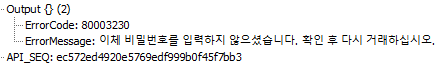 Output {} (2)
ErrorCode: 80003230
ErrorMessage: 이체 비밀번호를 입력하지 않으셨습니다. 확인 후 다시 거래하십시오.
API_SEQ: ec572ed4920e5769edf999b0f45f7bb3